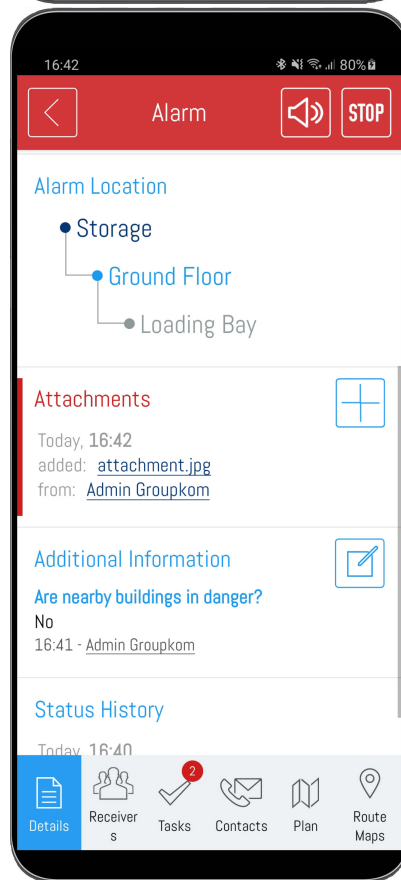 16:42
80%
Alarm
STOP
Alarm Location
Storage
Ground Floor
Loading Bay
Attachments
Today, 16:42
added: attachment.jpg
from: Admin Groupkom
Additional Information
Are nearby buildings in danger?
No
16:41 - Admin Groupkom
Status History
Today, 16:40
2
Details
Receiver
s
Tasks
Contacts
Plan
Route
Maps